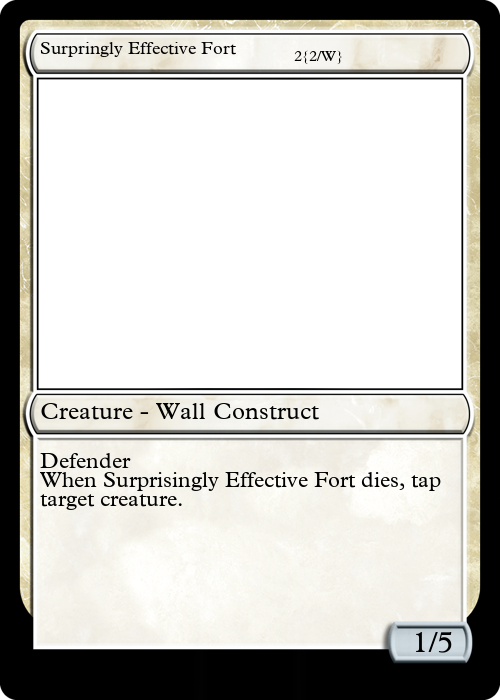 Surpringly Effective Fort
2{2/W}
Creature - Wall Construct
Defender
When Surprisingly Effective Fort dies, tap
target creature.
1/5